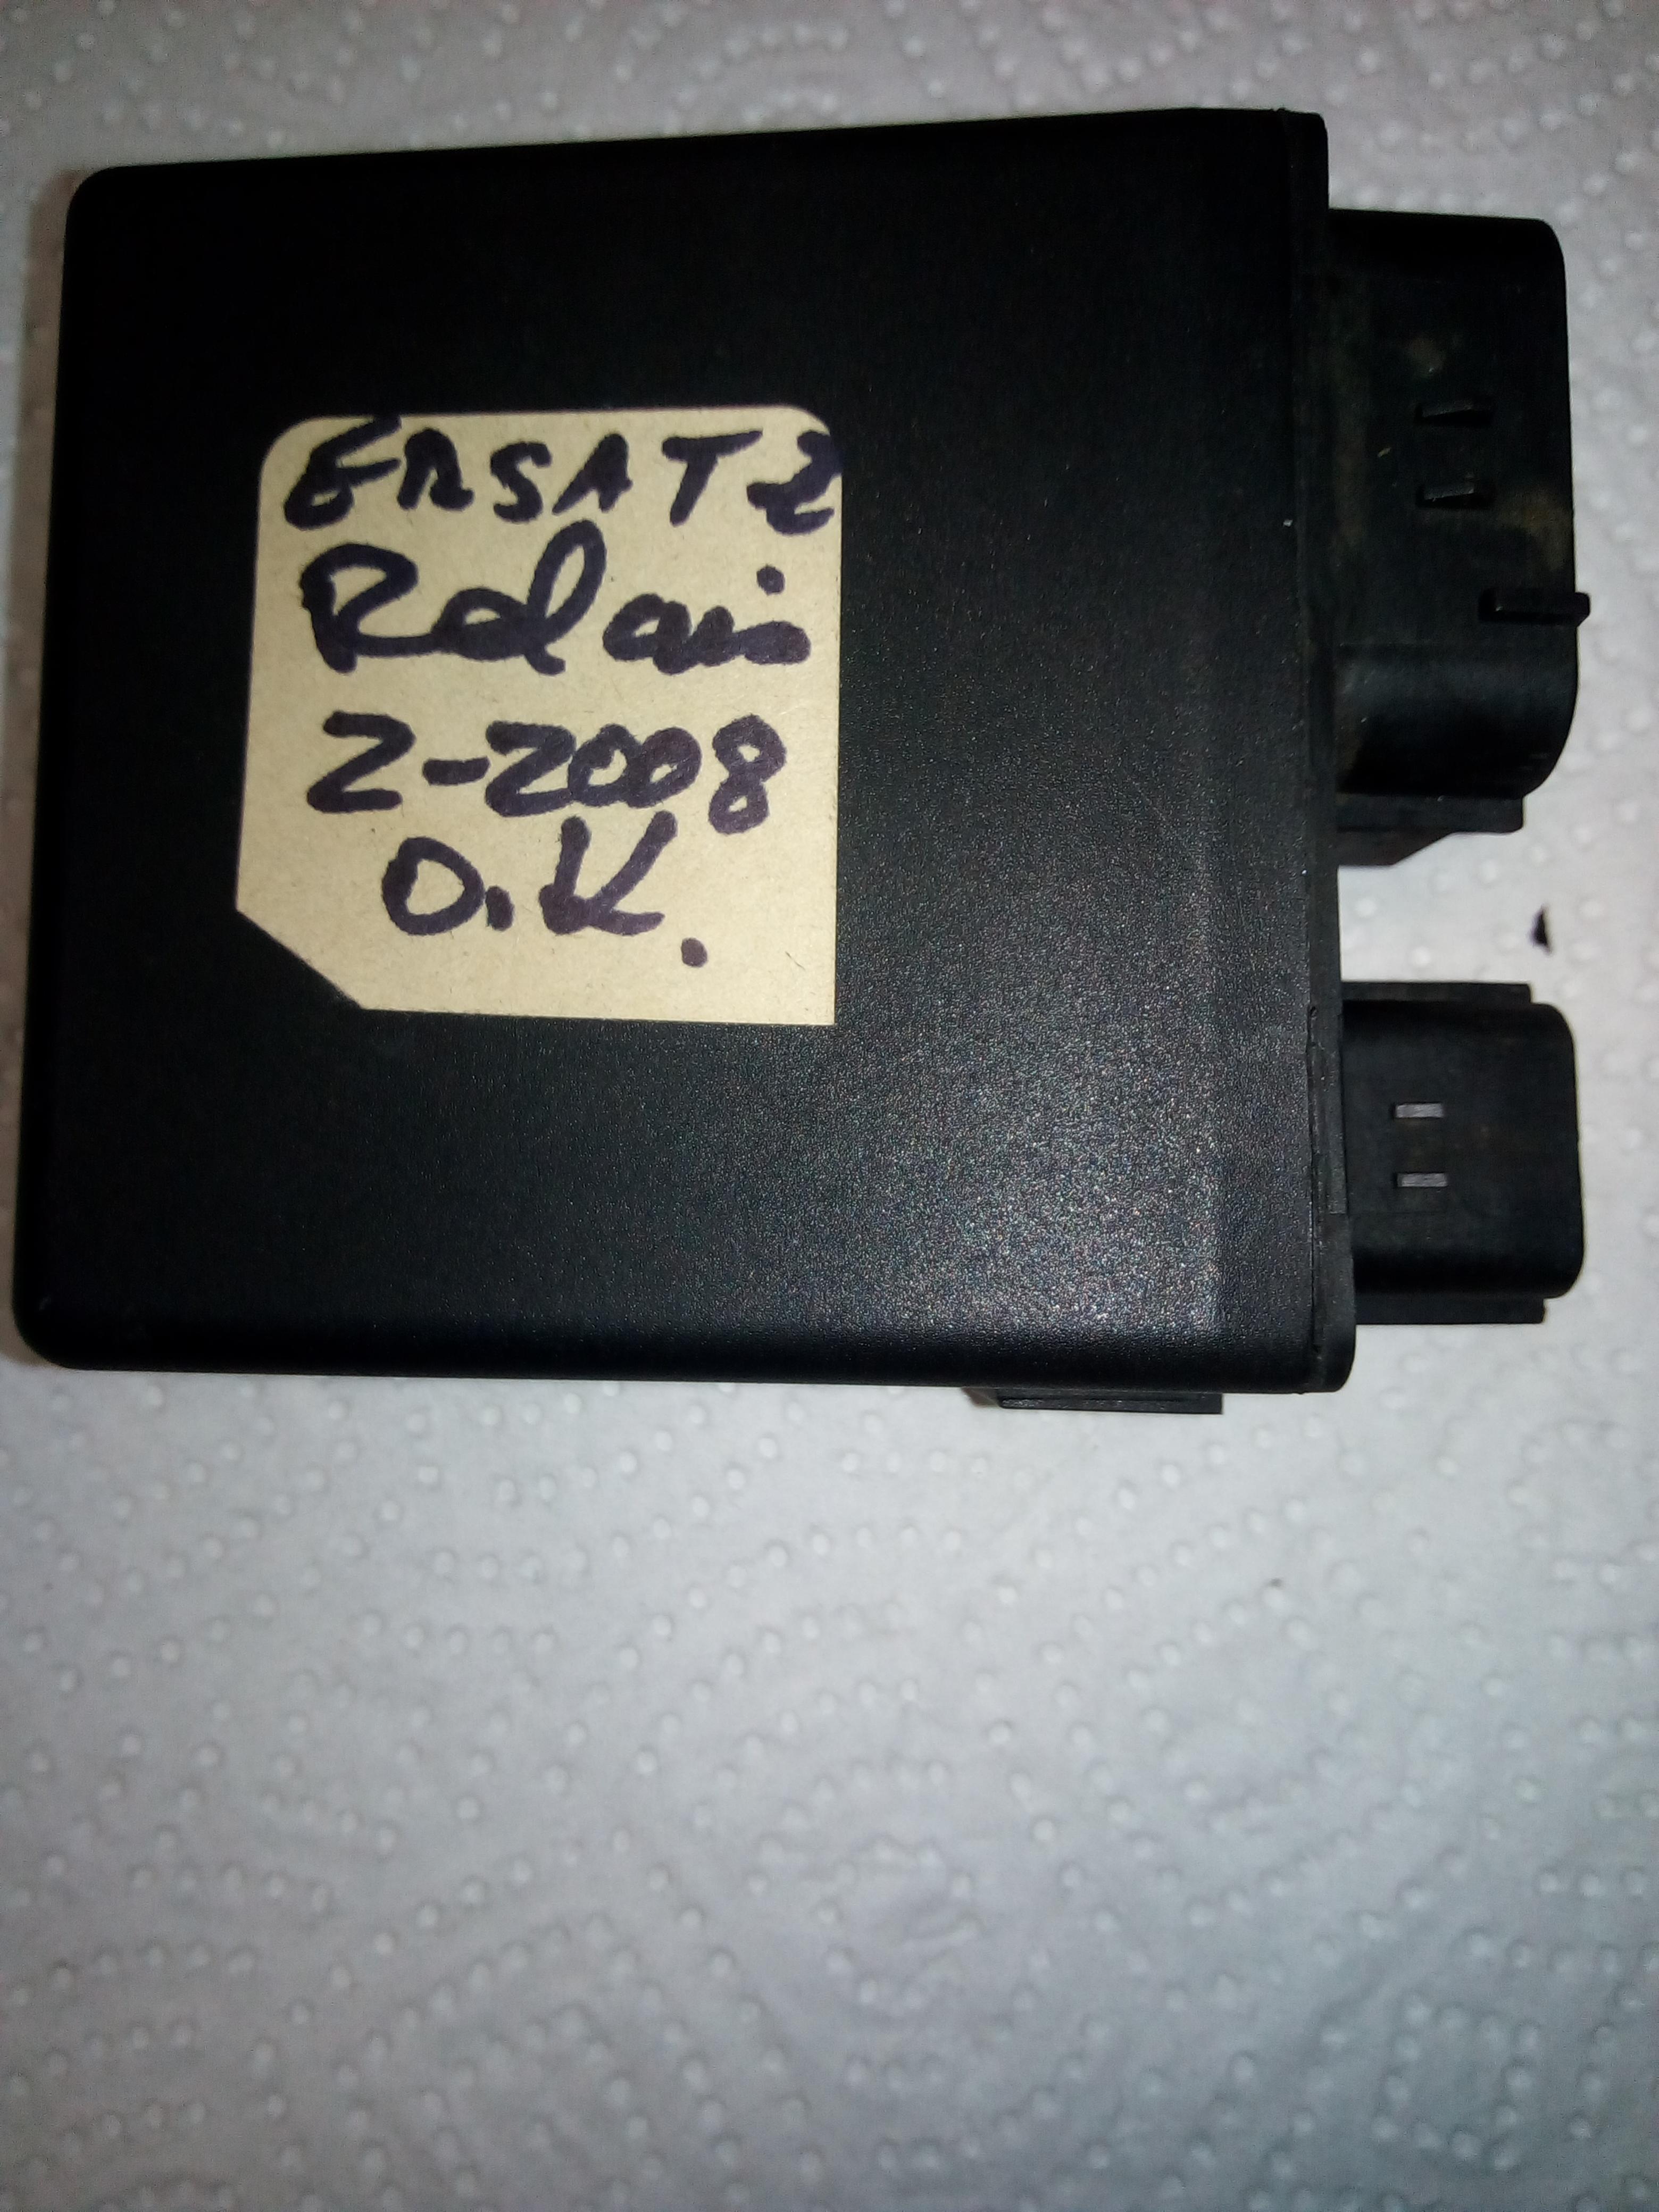 ERSATZ
Relais
2-2008
O.K.